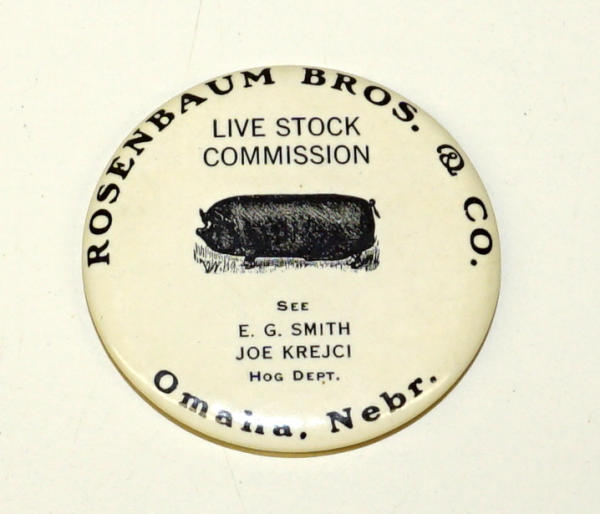 ROSENBAUM BROS. & CO.
LIVE STOCK
COMMISSION
SEE
E. G. SMITH
JOE KREJCI
HOG DEPT.
Omaha, Nebr.